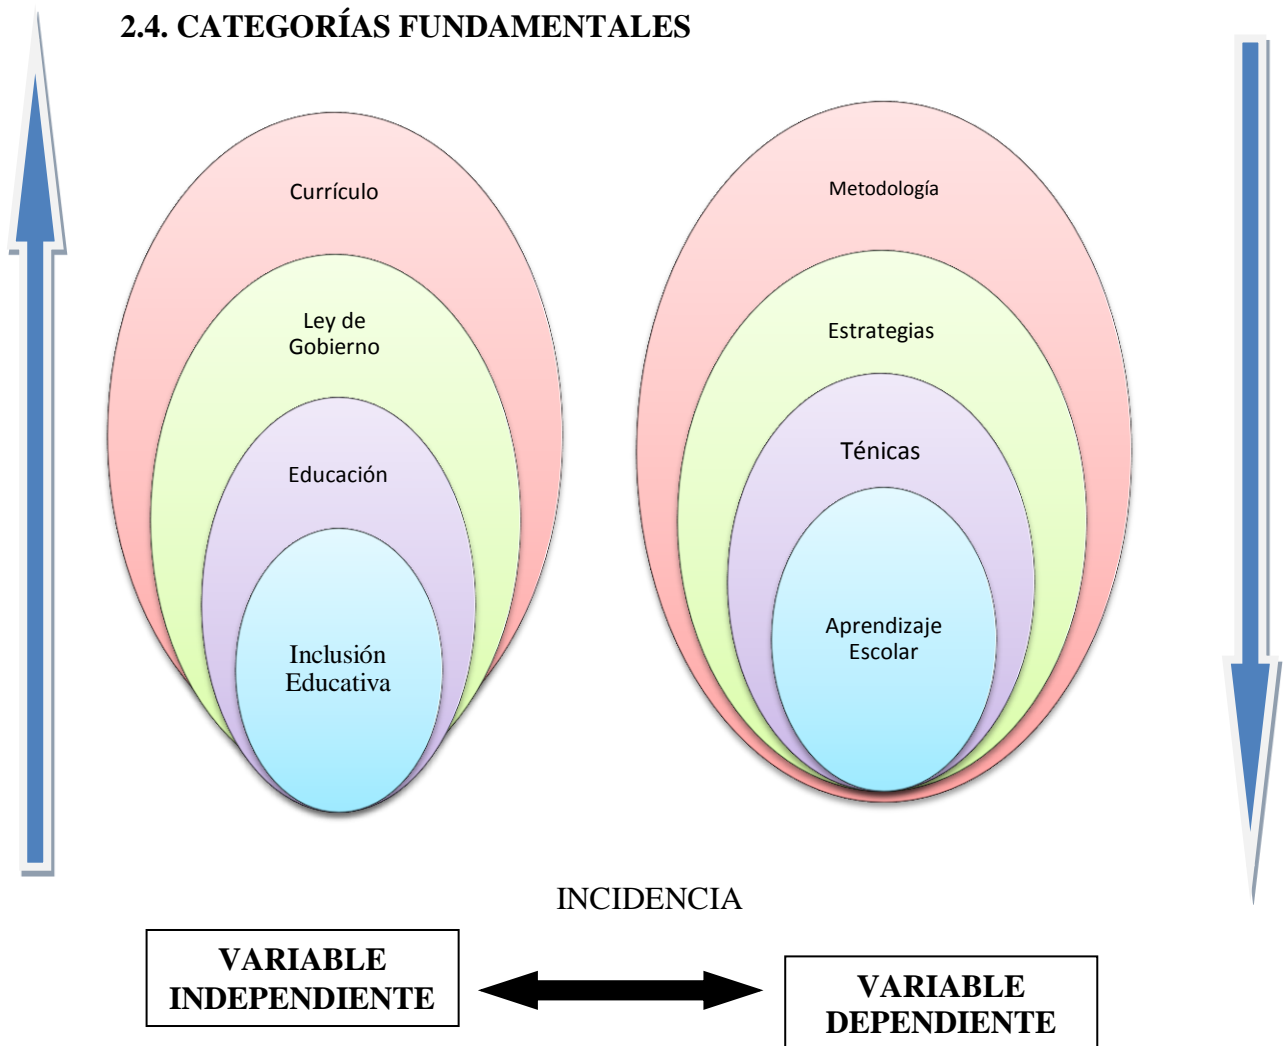 2.4. CATEGORÍAS FUNDAMENTALES
Currículo
Ley de
Gobierno
Educación
Inclusión
Educativa
Metodología
Estrategias
Ténicas
Aprendizaje
Escolar
INCIDENCIA
VARIABLE
INDEPENDIENTE
VARIABLE
DEPENDIENTE